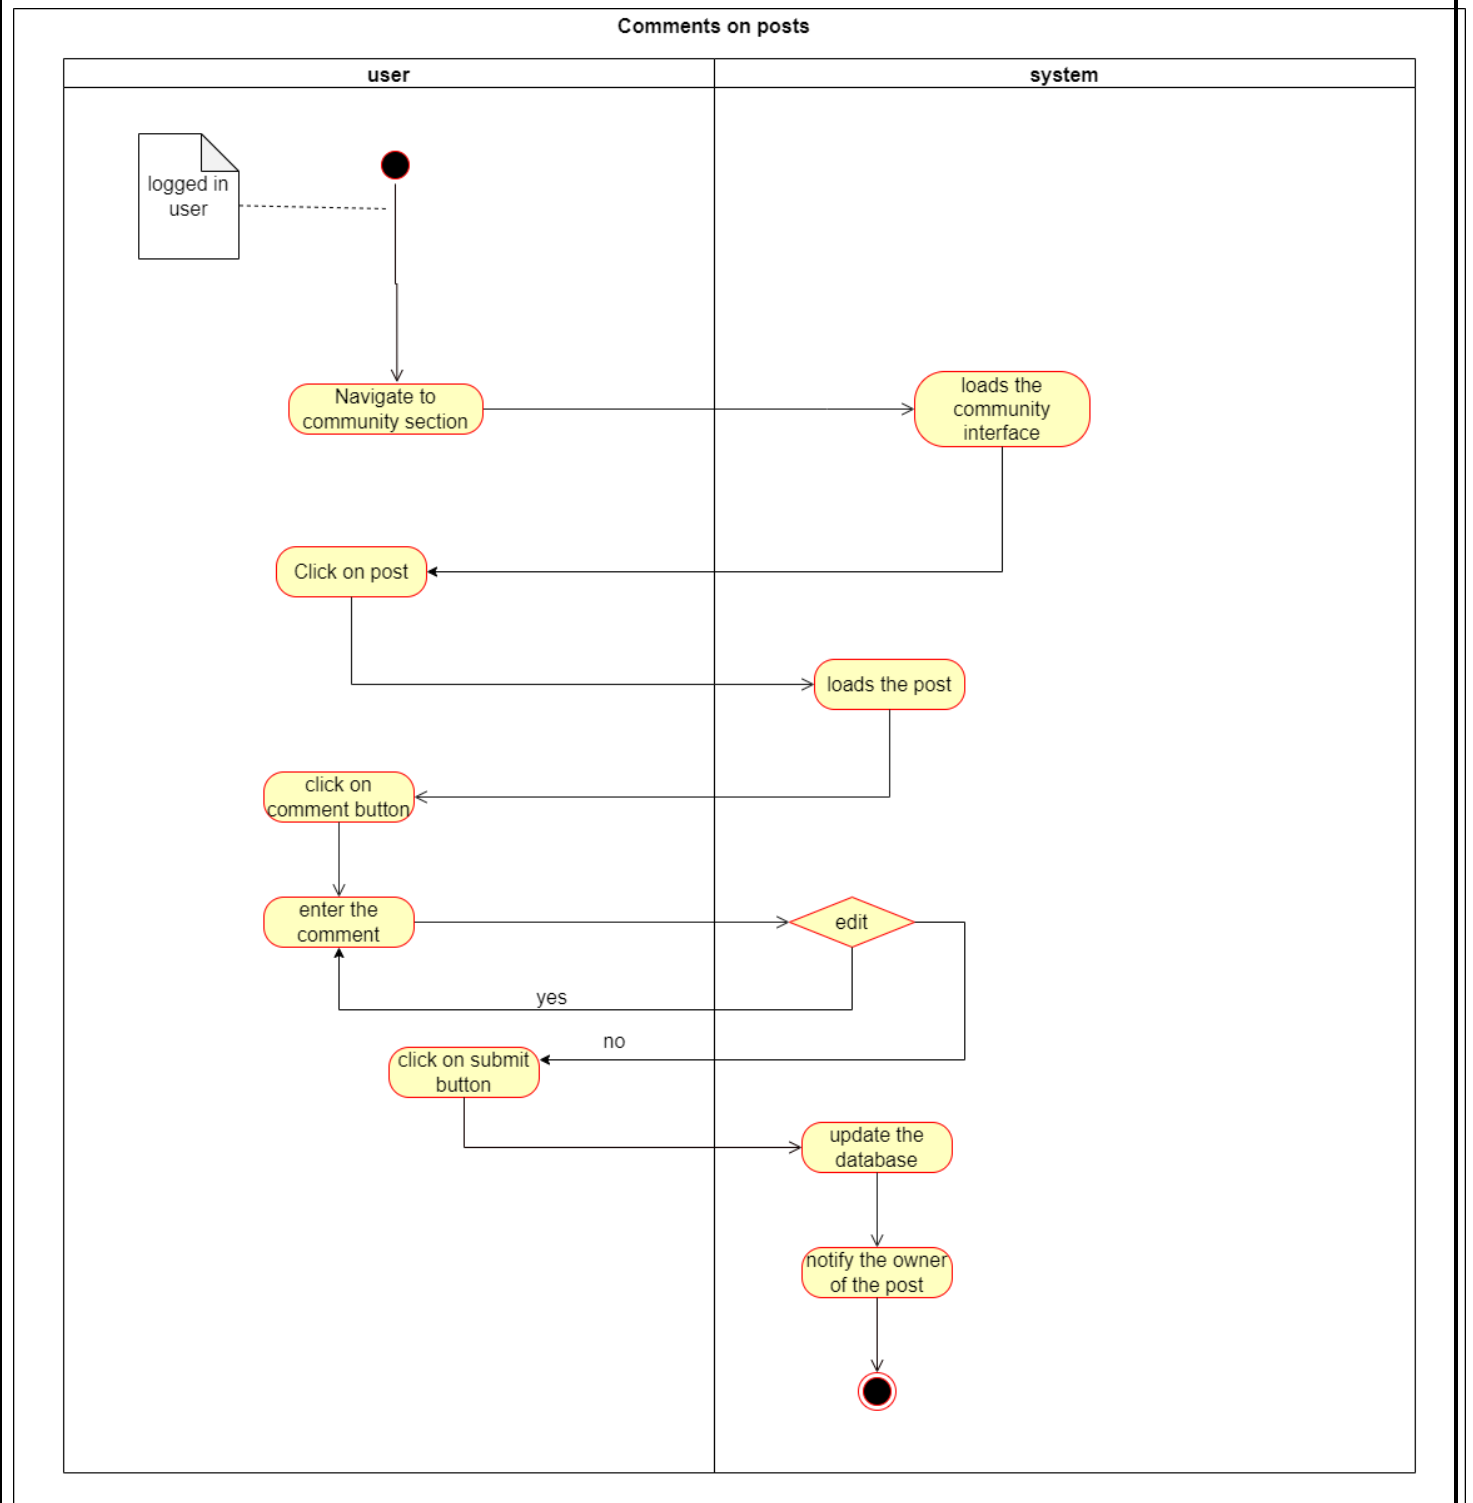 Comments on posts
user
system
logged in
user
Navigate to
community section
loads the
community
interface
Click on post
loads the post
click on
comment button
enter the
comment
edit
yes
no
click on submit
button
update the
database
notify the owner
of the post